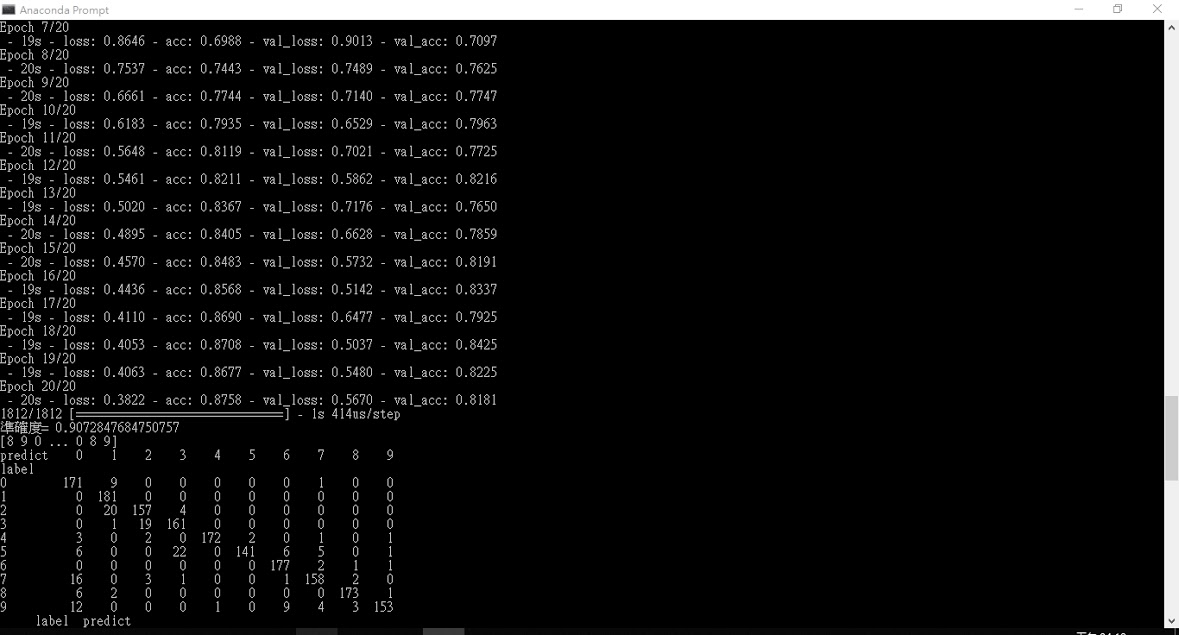 Anaconda Prompt
Epoch 7/20
- 19s - loss: 0.8646 - acc: 0.6988 - val_loss: 0.9013 - val_acc: 0.7097
Epoch 8/20
- 20s - loss: 0.7537 - acc: 0.7443 - val_loss: 0.7489 - val_acc: 0.7625
Epoch 9/20
- 20s - loss: 0.6661 - acc: 0.7744 - val_loss: 0.7140 - val_acc: 0.7747
Epoch 10/20
- 19s - loss: 0.6183 - acc: 0.7935 - val_loss: 0.6529 - val_acc: 0.7963
Epoch 11/20
- 20s - loss: 0.5648 - acc: 0.8119 - val_loss: 0.7021 - val_acc: 0.7725
Epoch 12/20
- 19s - loss: 0.5461 - acc: 0.8211 - val_loss: 0.5862 - val_acc: 0.8216
Epoch 13/20
- 19s - loss: 0.5020 - acc: 0.8367 - val_loss: 0.7176 - val_acc: 0.7650
Epoch 14/20
- 20s - loss: 0.4895 - acc: 0.8405 - val_loss: 0.6628 - val_acc: 0.7859
Epoch 15/20
- 20s - loss: 0.4570 - acc: 0.8483 - val_loss: 0.5732 - val_acc: 0.8191
Epoch 16/20
- 19s - loss: 0.4436 - acc: 0.8568 - val_loss: 0.5142 - val_acc: 0.8337
Epoch 17/20
- 19s - loss: 0.4110 - acc: 0.8690 - val_loss: 0.6477 - val_acc: 0.7925
Epoch 18/20
- 19s - loss: 0.4053 - acc: 0.8708 - val_loss: 0.5037 - val_acc: 0.8425
Epoch 19/20
- 19s - loss: 0.4063 - acc: 0.8677 - val_loss: 0.5480 - val_acc: 0.8225
Epoch 20/20
- 20s - loss: 0.3822 - acc: 0.8758 - val_loss: 0.5670 - val_acc: 0.8181
1812/1812 [==============================] - 1s 414us/step
準確度= 0.9072847684750757
[8 9 0 ... 0 8 9]
predict 0 1 2 3 4 5 6 7 8 9
label
0 171 9 0 0 0 0 0 1 0 0
1 0 181 0 0 0 0 0 0 0 0
2 0 20 157 4 0 0 0 0 0 0
3 0 1 19 161 0 0 0 0 0 0
4 3 0 2 0 172 2 0 1 0 1
5 6 0 0 22 0 141 6 5 0 1
6 0 0 0 0 0 0 177 2 1 1
7 16 0 3 1 0 0 1 158 2 0
8 6 2 0 0 0 0 0 0 173 1
9 12 0 0 0 1 0 9 4 3 153
label predict